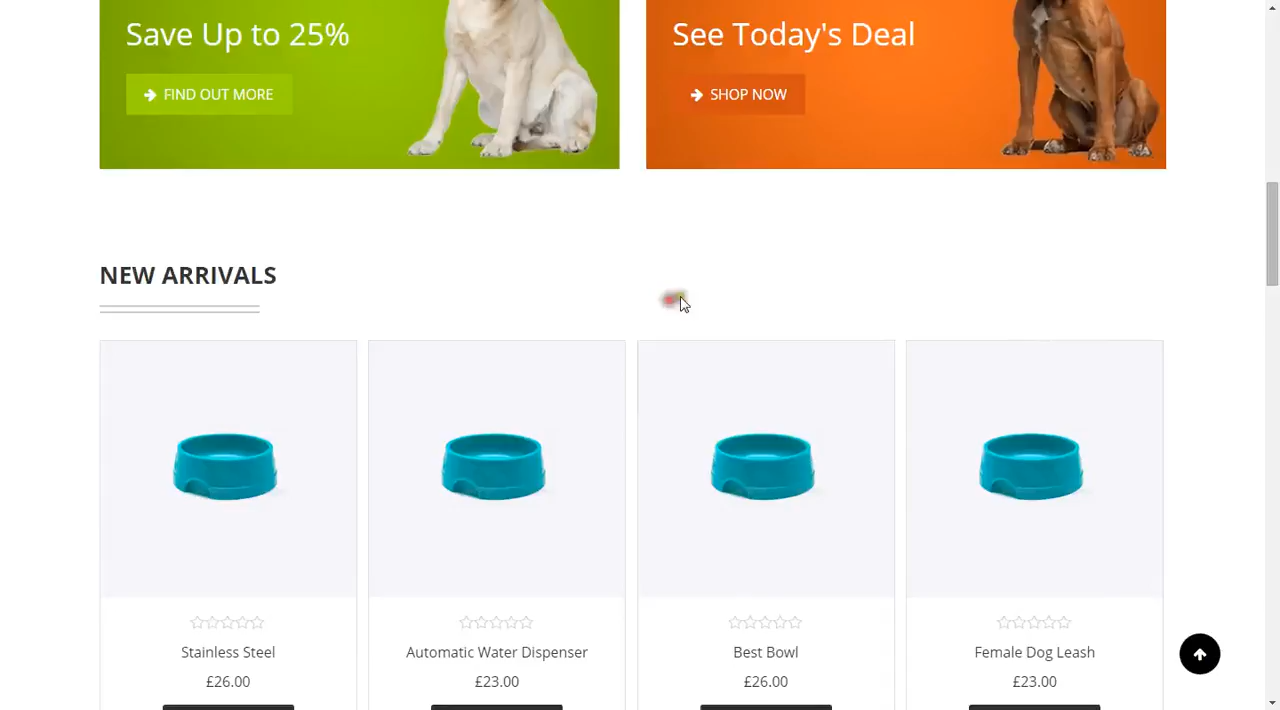 Save Up to 25%
See Today's Deal
FIND OUT MORE
SHOP NOW
NEW ARRIVALS
Stainless Steel
Automatic Water Dispenser
Best Bowl
Female Dog Leash
£26.00
£23.00
£26.00
£23.00